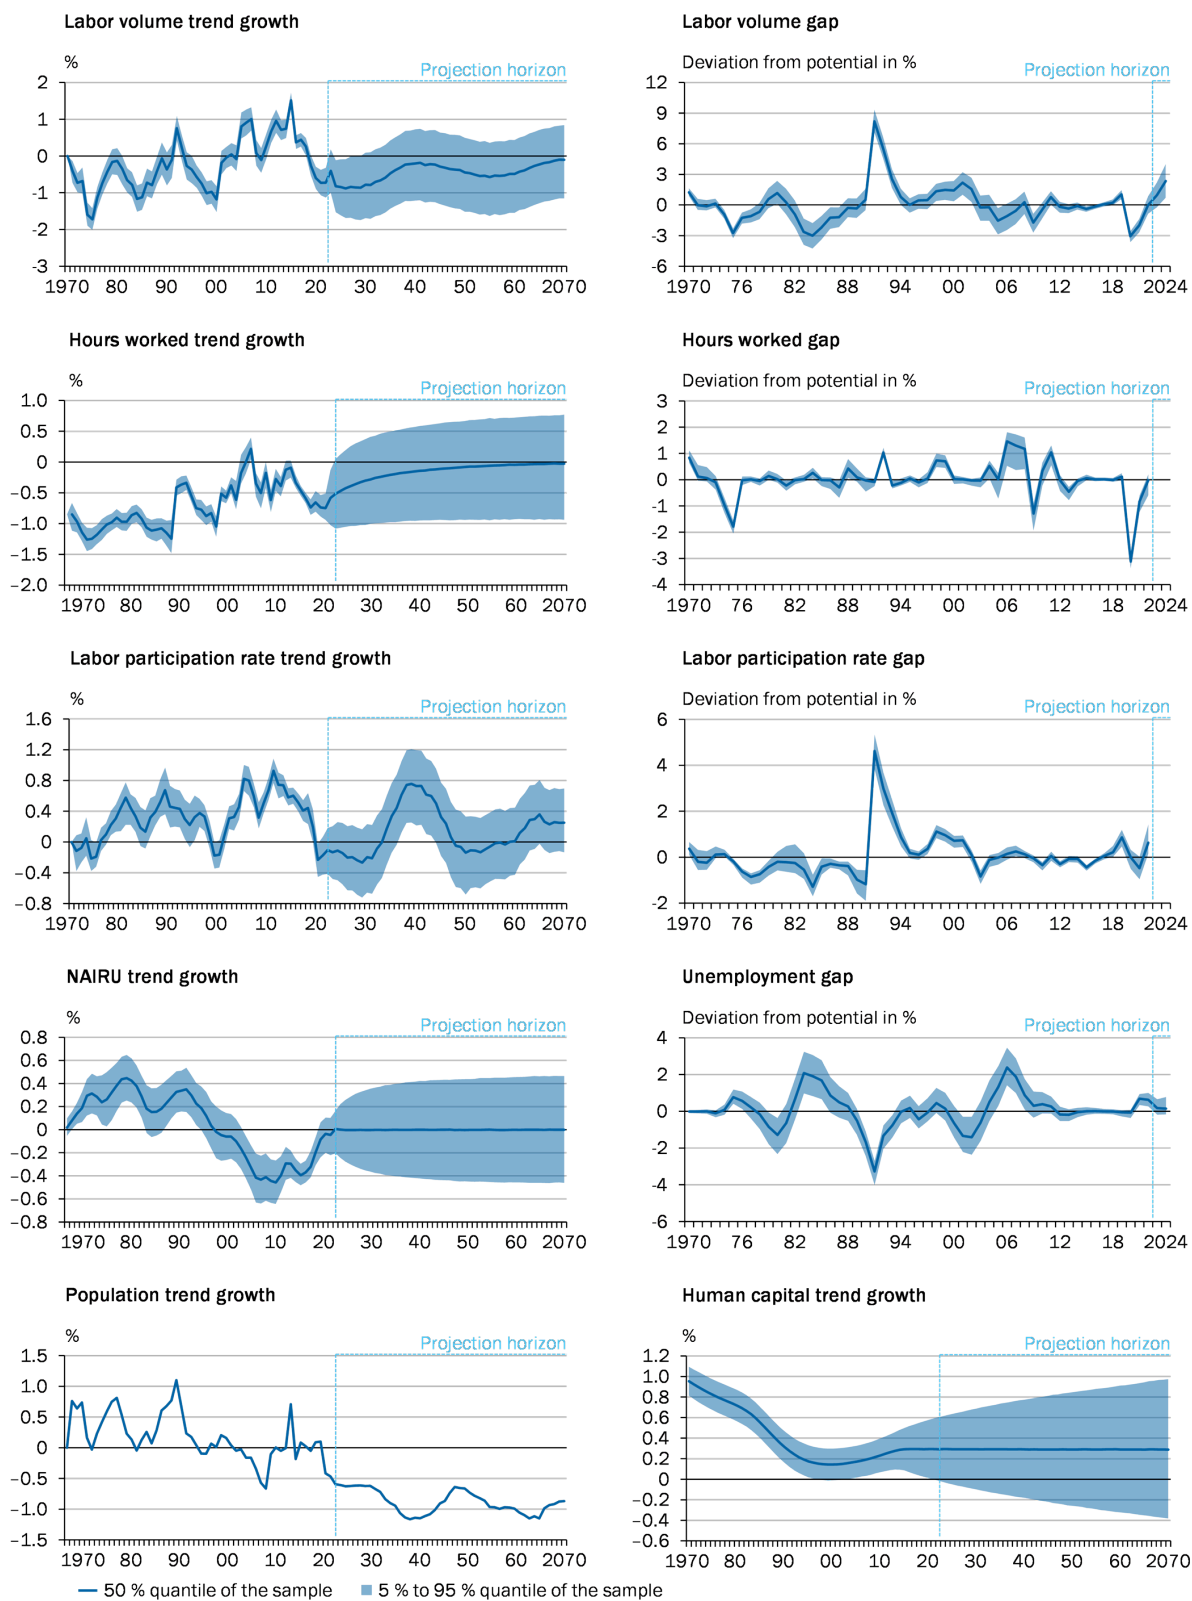 Labor volume trend growth
%
Projection horizon
2
1
0
-1
-2
-3
1970 80 90 00 10 20 30 40 50 60 2070
Labor volume gap
Deviation from potential in %
Projection horizon
12
9
6
3
0
-3
-6
1970 76 82 88 94 00 06 12 18 2024
Hours worked trend growth
%
Projection horizon
1.0
0.5
0
−0.5
−1.0
−1.5
−2.0
1970 80 90 00 10 20 30 40 50 60 2070
Hours worked gap
Deviation from potential in %
Projection horizon
3
2
1
0
-1
-2
-3
-4
1970 76 82 88 94 00 06 12 18 2024
Labor participation rate trend growth
%
Projection horizon
1.6
1.2
0.8
0.4
0
−0.4
−0.8
1970 80 90 00 10 20 30 40 50 60 2070
Labor participation rate gap
Deviation from potential in %
Projection horizon
6
4
2
0
-2
1970 76 82 88 94 00 06 12 18 2024
NAIRU trend growth
%
Projection horizon
0.8
0.6
0.4
0.2
0
−0.2
−0.4
−0.6
−0.8
1970 80 90 00 10 20 30 40 50 60 2070
Unemployment gap
Deviation from potential in %
Projection horizon
4
2
0
-2
-4
-6
1970 76 82 88 94 00 06 12 18 2024
Population trend growth
%
Projection horizon
1.5
1.0
0.5
0
−0.5
−1.0
−1.5
1970 80 90 00 10 20 30 40 50 60 2070
Human capital trend growth
%
Projection horizon
1.2
1.0
0.8
0.6
0.4
0.2
0
−0.2
−0.4
−0.6
1970 80 90 00 10 20 30 40 50 60 2070
50 % quantile of the sample
5 % to 95 % quantile of the sample